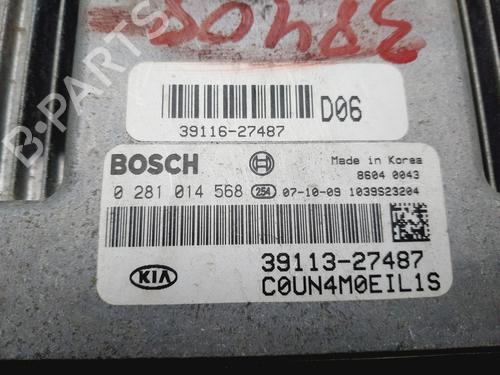 B-PARTS
39116-27487
D06
BOSCH
Made in Korea
8604 0043
0 281 014 568 254 07-10-09 1039S23204
KIA
39113-27487
C0UN4M0EIL1S